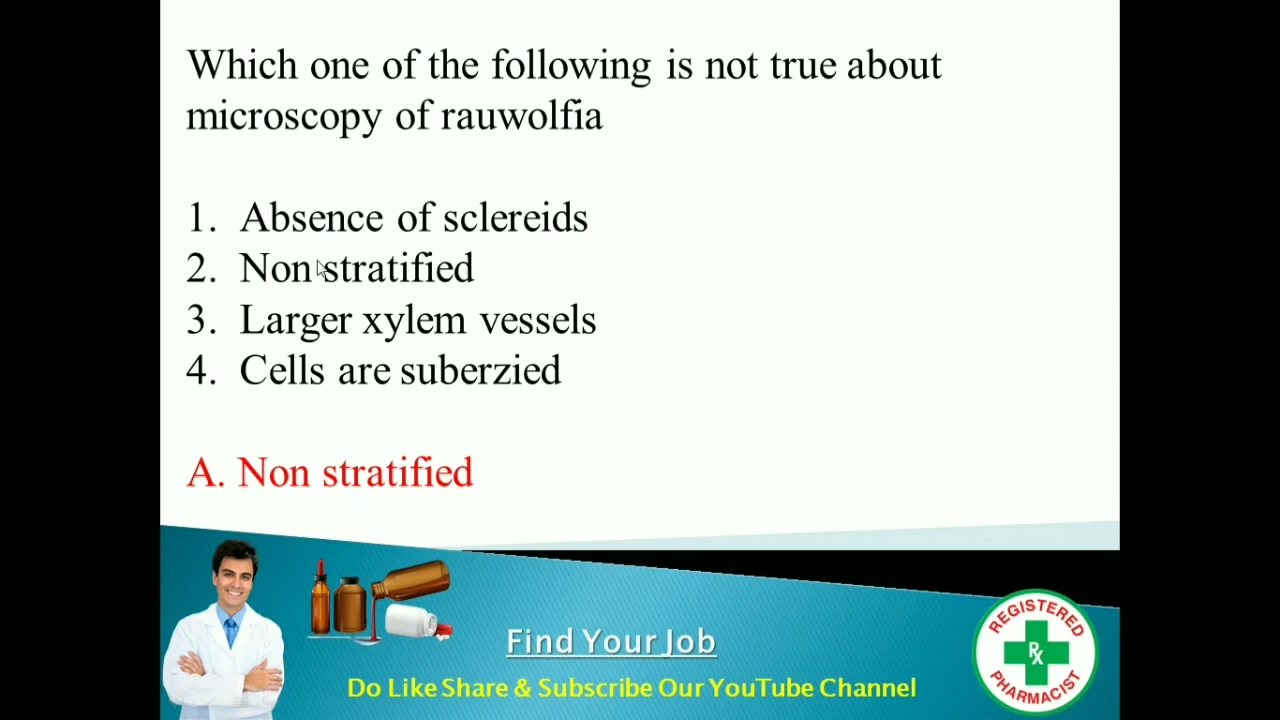 Which one of the following is not true about
microscopy of rauwolfia
1. Absence of sclereids
2. Non stratified
3. Larger xylem vessels
4. Cells are suberzied
A. Non stratified
Find Your Job
Do Like Share & Subscribe Our YouTube Channel
REGISTERED
Rx
PHARMACIST